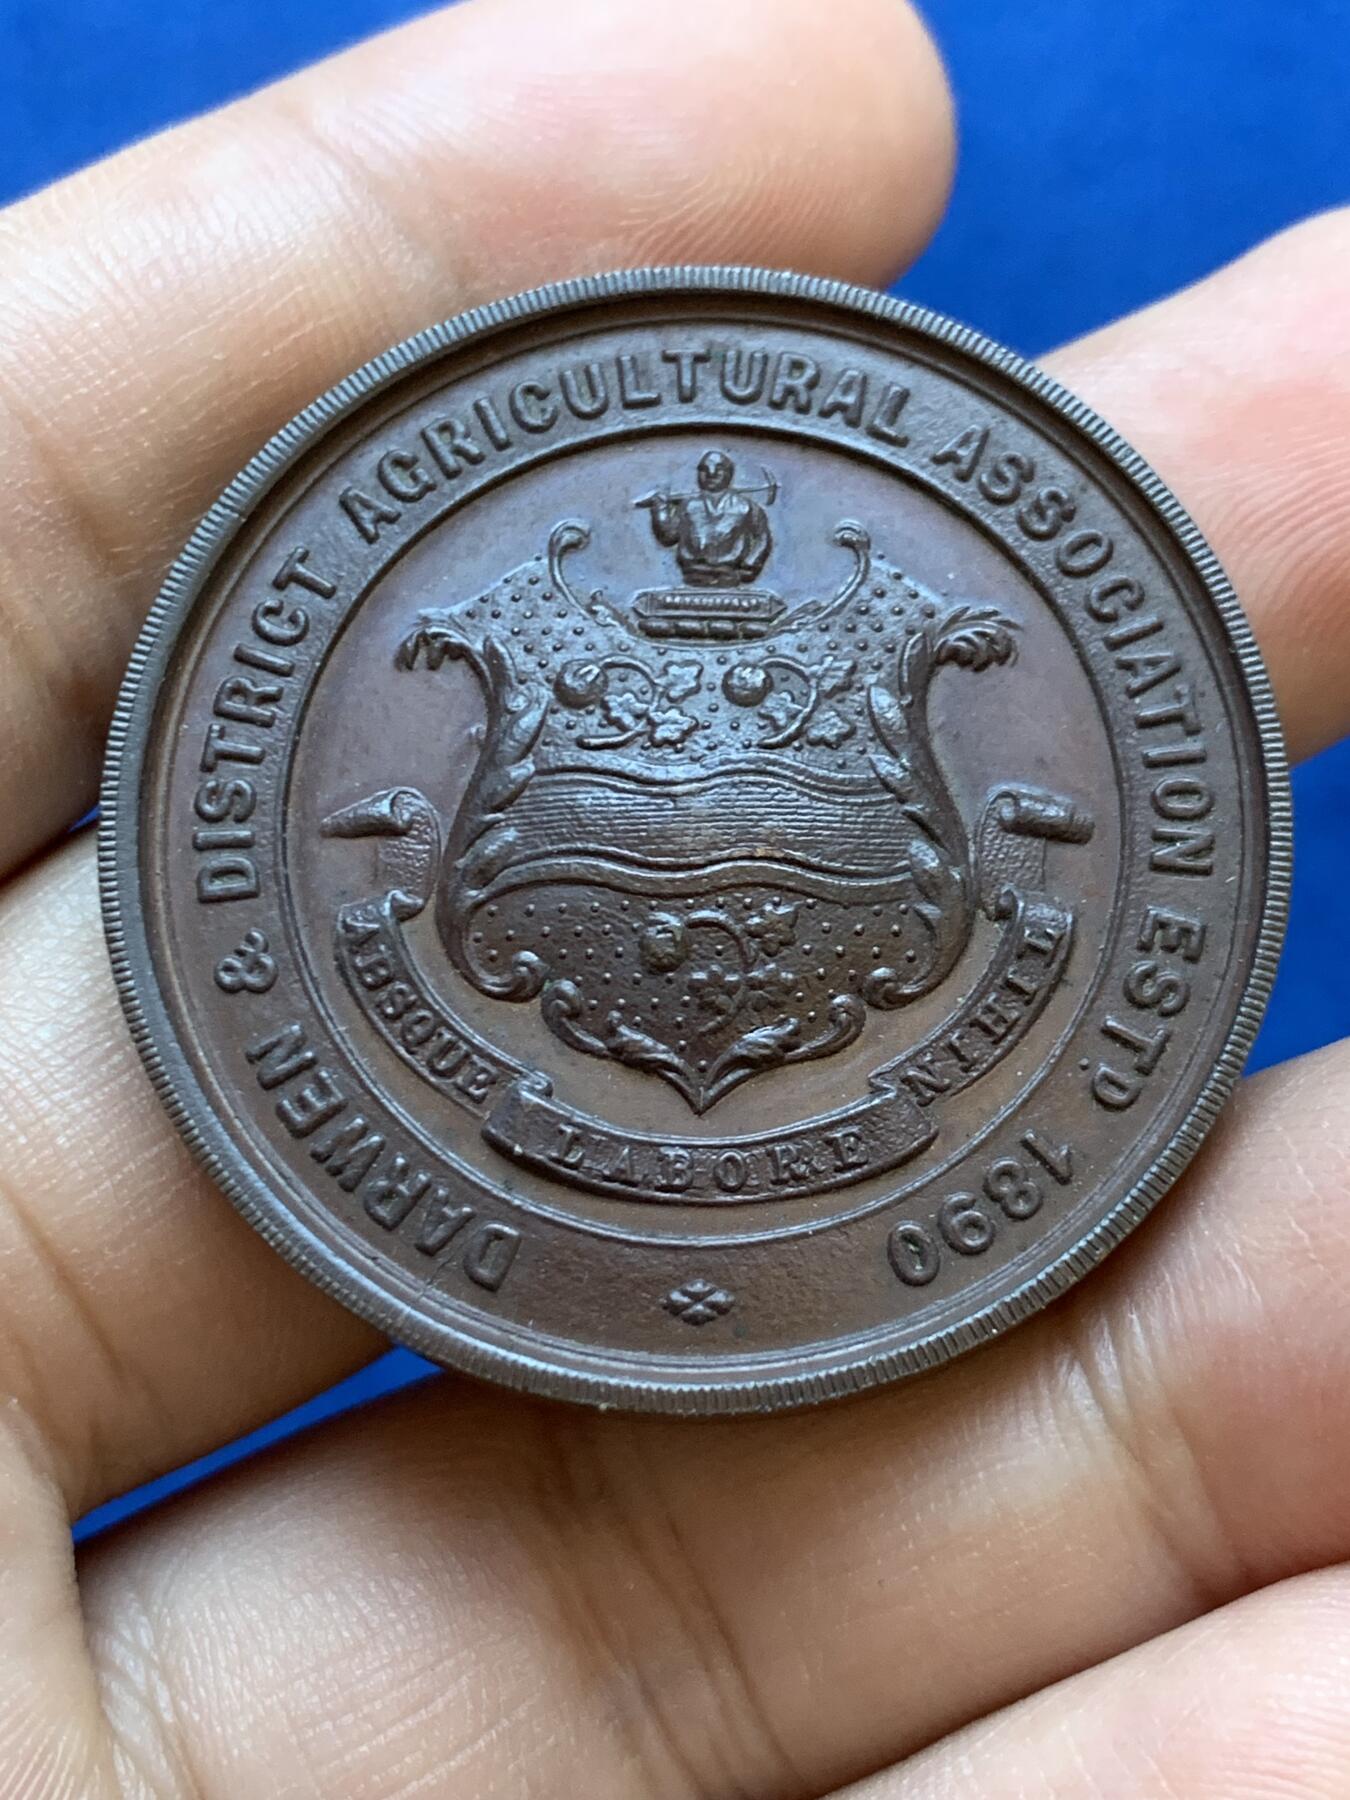 DARWEN & DISTRICT AGRICULTURAL ASSOCIATION ESTD 1890
ABSQUE LABORE NIHIL